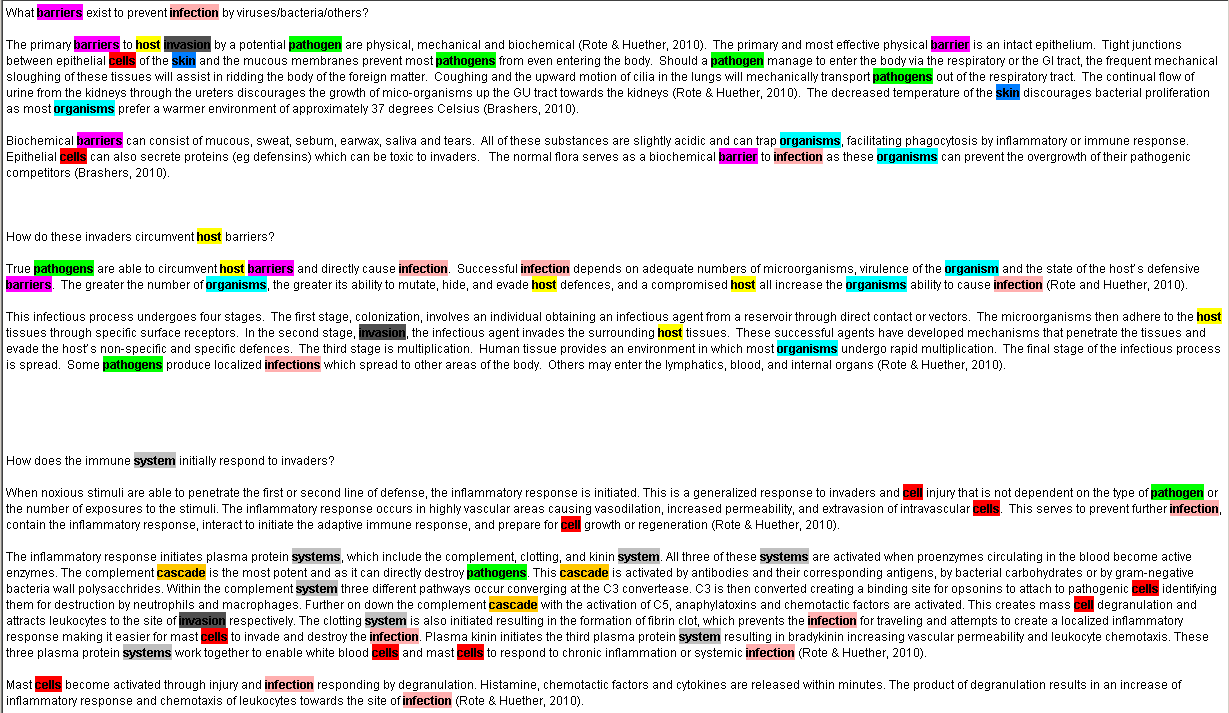 What barriers exist to prevent infection by viruses/bacteria/others?
The primary barriers to host invasion by a potential pathogen are physical, mechanical and biochemical (Rote & Huether, 2010). The primary and most effective physical barrier is an intact epithelium. Tight junctions
between epithelial cells of the skin and the mucous membranes prevent most pathogens from even entering the body. Should a pathogen manage to enter the body via the respiratory or the GI tract, the frequent mechanical
sloughing of these tissues will assist in ridding the body of the foreign matter. Coughing and the upward motion of cilia in the lungs will mechanically transport pathogens out of the respiratory tract. The continual flow of
urine from the kidneys through the ureters discourages the growth of mico-organisms up the GU tract towards the kidneys (Rote & Huether, 2010). The decreased temperature of the skin discourages bacterial proliferation
as most organisms prefer a warmer environment of approximately 37 degrees Celsius (Brashers, 2010).
Biochemical barriers can consist of mucous, sweat, sebum, earwax, saliva and tears. All of these substances are slightly acidic and can trap organisms, facilitating phagocytosis by inflammatory or immune response.
Epithelial cells can also secrete proteins (eg defensins) which can be toxic to invaders. The normal flora serves as a biochemical barrier to infection as these organisms can prevent the overgrowth of their pathogenic
competitors (Brashers, 2010).
How do these invaders circumvent host barriers?
True pathogens are able to circumvent host barriers and directly cause infection. Successful infection depends on adequate numbers of microorganisms, virulence of the organism and the state of the host's defensive
barriers. The greater the number of organisms, the greater its ability to mutate, hide, and evade host defences, and a compromised host all increase the organisms ability to cause infection (Rote and Huether, 2010).
This infectious process undergoes four stages. The first stage, colonization, involves an individual obtaining an infectious agent from a reservoir through direct contact or vectors. The microorganisms then adhere to the host
tissues through specific surface receptors. In the second stage, invasion, the infectious agent invades the surrounding host tissues. These successful agents have developed mechanisms that penetrate the tissues and
evade the host's non-specific and specific defences. The third stage is multiplication. Human tissue provides an environment in which most organisms undergo rapid multiplication. The final stage of the infectious process
is spread. Some pathogens produce localized infections which spread to other areas of the body. Others may enter the lymphatics, blood, and internal organs (Rote & Huether, 2010).
How does the immune system initially respond to invaders?
When noxious stimuli are able to penetate the first or second line of defense, the inflammatory response is initiated. This is a generalized response to invaders and cell injury that is not dependent on the type of pathogen or
the number of exposures to the stimuli. The inflammatory response occurs in highly vascular areas causing vasodilation, increased permeability, and extravasion of intravascular cells. This serves to prevent further infection,
contain the inflammatory response, interact to initiate the adaptive immune response, and prepare for cell growth or regeneration (Rote & Huether, 2010).
The inflammatory response initiates plasma protein systems, which include the complement, clotting, and kinin system. All three of these systems are activated when proenzymes circulating in the blood become active
enzymes. The complement cascade is the most potent and as it can directly destroy pathogens. This cascade is activated by antibodies and their corresponding antigens, by bacterial carbohydrates or by gram-negative
bacteria wall polysacchrides. Within the complement system three different pathways occur converging at the C3 convertease. C3 is then converted creating a binding site for opsonins to attach to pathogenic cells identifying
them for destruction by neutrophils and macrophages. Further on down the complement cascade with the activation of C5, anaphylatoxins and chemotactic factors are activated. This creates mass cell degranulation and
attracts leukocytes to the site of invasion respectively. The clotting system is also initiated resulting in the formation of fibrin clot, which prevents the infection for traveling and attempts to create a localized inflammatory
response making it easier for mast cells to invade and destroy the infection. Plasma kinin initiates the third plasma protein system resulting in bradykinin increasing vascular permeability and leukocyte chemotaxis. These
three plasma protein systems work together to enable white blood cells and mast cells to respond to chronic inflammation or systemic infection (Rote & Huether, 2010).
Mast cells become activated through injury and infection responding by degranulation. Histamine, chemotactic factors and cytokines are released within minutes. The product of degranulation results in an increase of
inflammatory response and chemotaxis of leukocytes towards the site of infection (Rote & Huether, 2010).